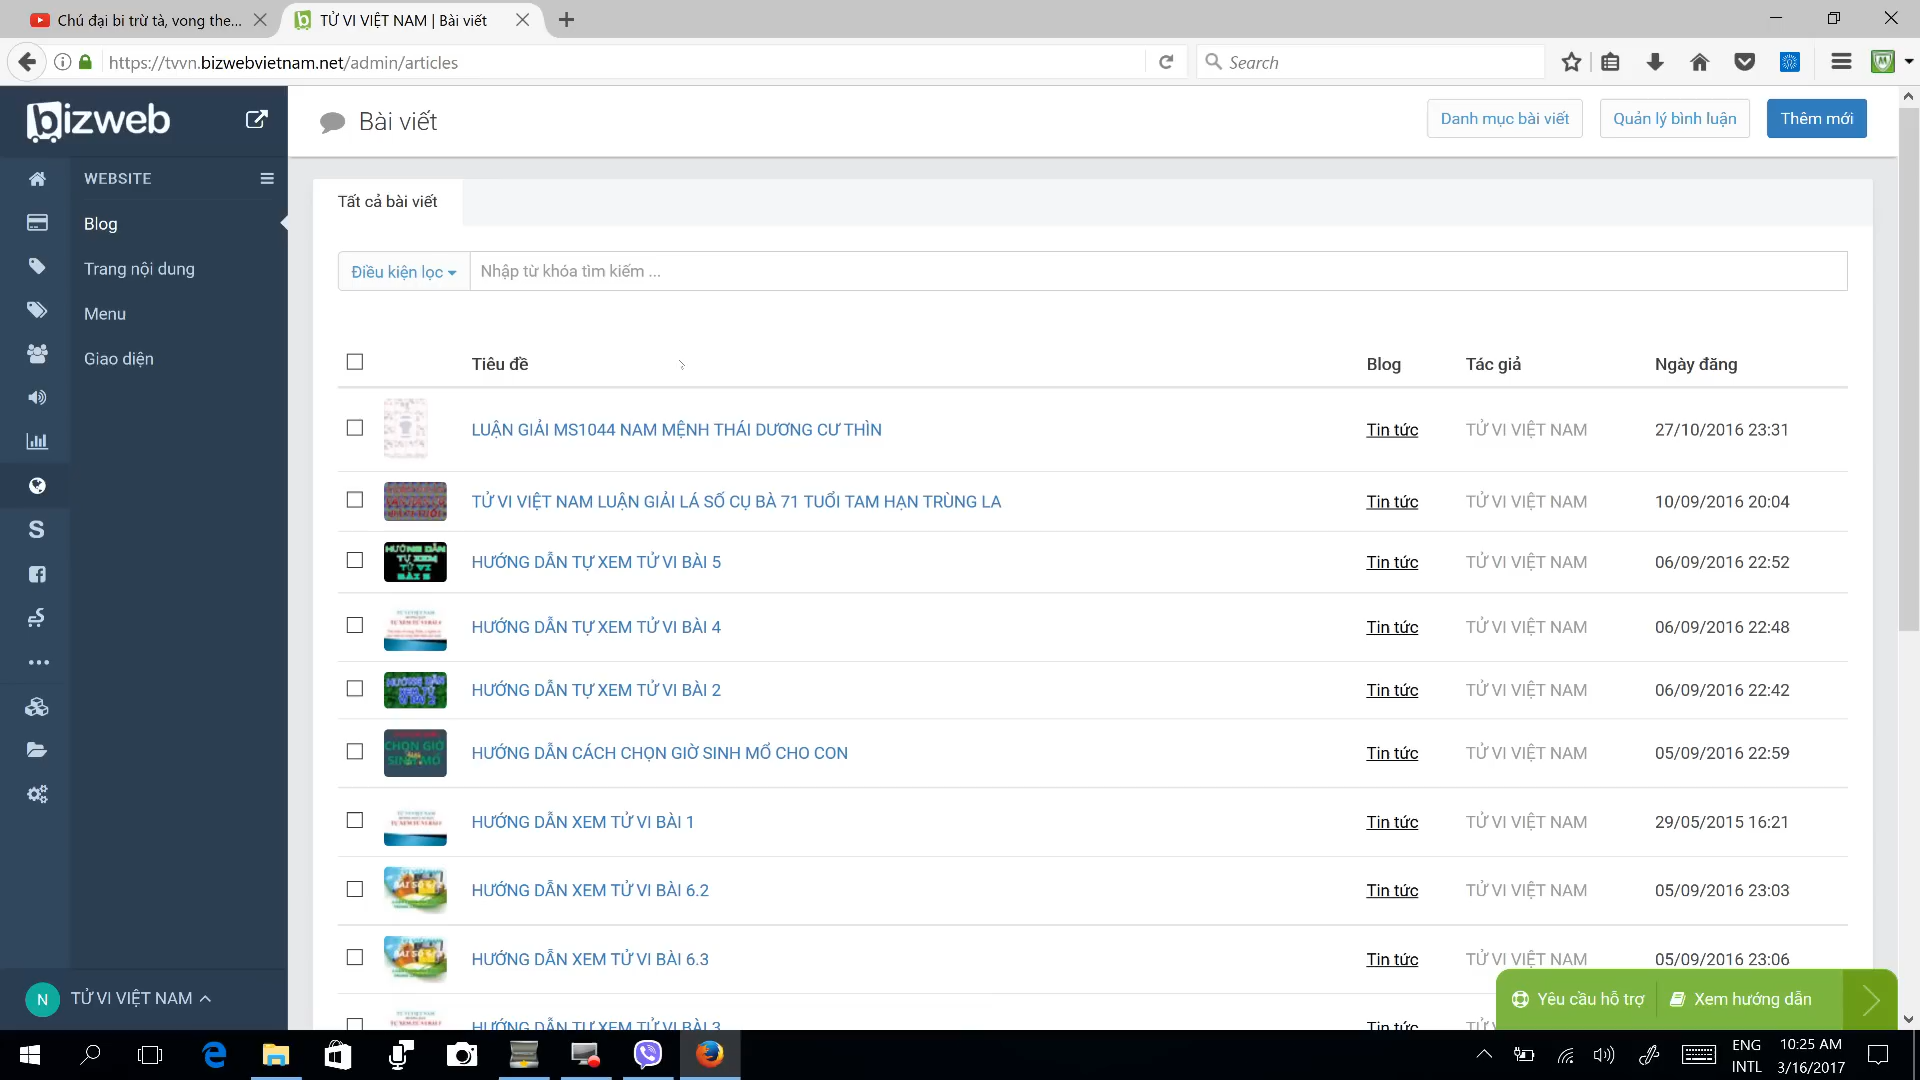 Chú đại bi trừ tà, vong the...
TỬ VI VIỆT NAM | Bài viết
https://tvvn.bizwebvietnam.net/admin/articles
Search
bizweb
Bài viết
Danh mục bài viết
Quản lý bình luận
Thêm mới
WEBSITE
Blog
Trang nội dung
Menu
Giao diện
Tất cả bài viết
Điều kiện lọc
Nhập từ khóa tìm kiếm ...
Tiêu đề Blog Tác giả Ngày đăng
LUẬN GIẢI MS1044 NAM MỆNH THÁI DƯƠNG CƯ THÌN Tin tức TỬ VI VIỆT NAM 27/10/2016 23:31
TỬ VI VIỆT NAM LUẬN GIẢI LÁ SỐ CỤ BÀ 71 TUỔI TAM HẠN TRÙNG LA Tin tức TỬ VI VIỆT NAM 10/09/2016 20:04
HƯỚNG DẪN TỰ XEM TỬ VI BÀI 5 Tin tức TỬ VI VIỆT NAM 06/09/2016 22:52
HƯỚNG DẪN TỰ XEM TỬ VI BÀI 4 Tin tức TỬ VI VIỆT NAM 06/09/2016 22:48
HƯỚNG DẪN TỰ XEM TỬ VI BÀI 2 Tin tức TỬ VI VIỆT NAM 06/09/2016 22:42
HƯỚNG DẪN CÁCH CHỌN GIỜ SINH MỔ CHO CON Tin tức TỬ VI VIỆT NAM 05/09/2016 22:59
HƯỚNG DẪN XEM TỬ VI BÀI 1 Tin tức TỬ VI VIỆT NAM 29/05/2015 16:21
HƯỚNG DẪN XEM TỬ VI BÀI 6.2 Tin tức TỬ VI VIỆT NAM 05/09/2016 23:03
HƯỚNG DẪN XEM TỬ VI BÀI 6.3 Tin tức TỬ VI VIỆT NAM 05/09/2016 23:06
HƯỚNG DẪN XEM TỬ VI BÀI 3 Tin tức
N TỬ VI VIỆT NAM
Yêu cầu hỗ trợ
Xem hướng dẫn
ENG
INTL
10:25 AM
3/16/2017